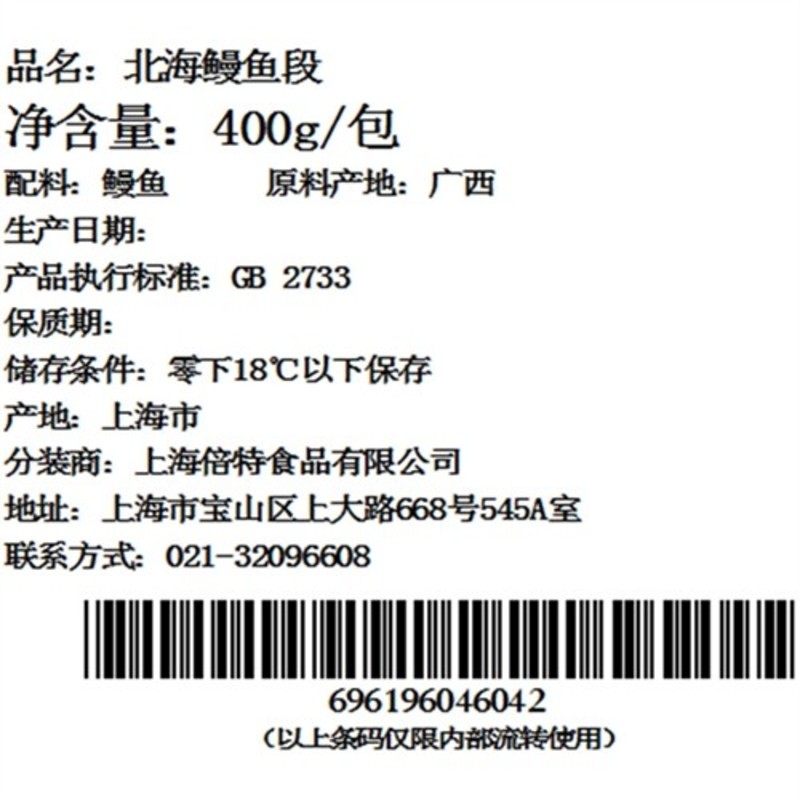 品名：北海鳗鱼段
净含量：400g/包
配料：鳗鱼 原料产地：广西
生产日期：
产品执行标准：GB 2733
保质期：
储存条件：零下18℃以下保存
产地：上海市
分装商：上海倍特食品有限公司
地址：上海市宝山区上大路668号545A室
联系方式：021-32096608
696196046042
（以上条码仅限内部流转使用）